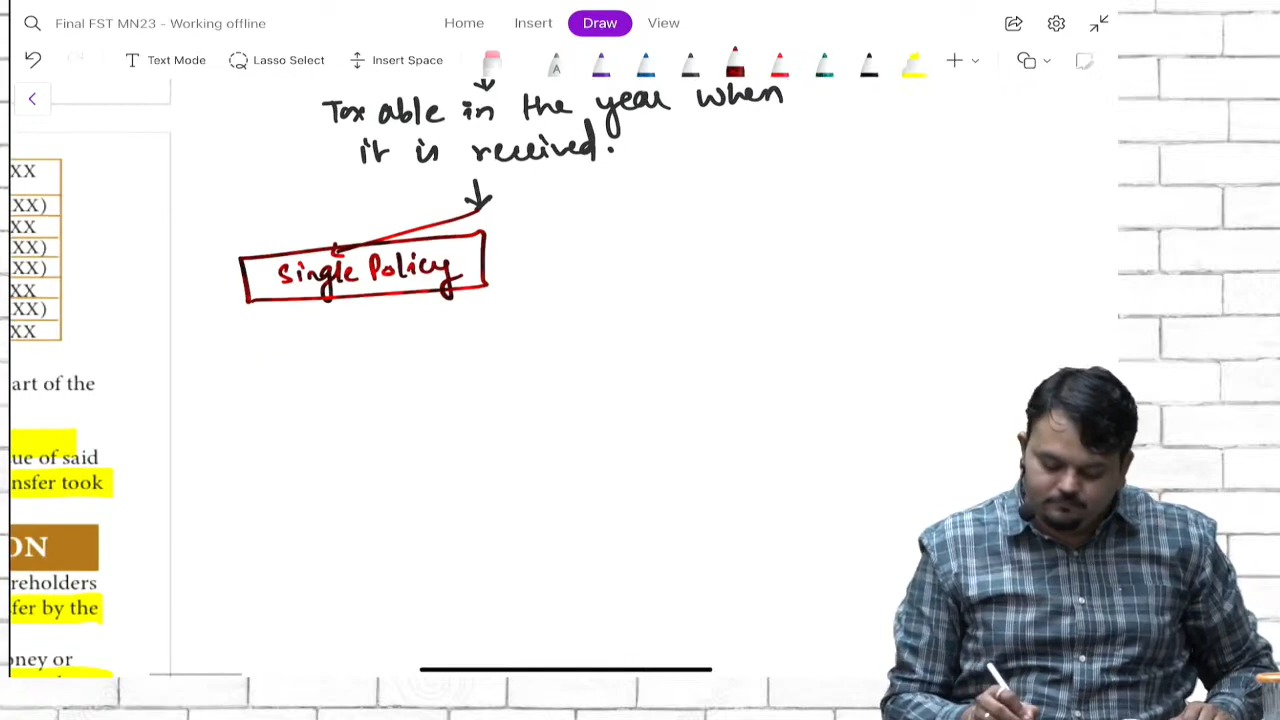 Final FST MN23 - Working offline
Home Insert Draw View
Text Mode Lasso Select Insert Space
A
Taxable in the year when
it is received.
Single Policy
XX
XX)
XX
XX)
XX)
XX
XX)
XX
art of the
ue of said
nsfer took
ON
reholders
fer by the
oney or